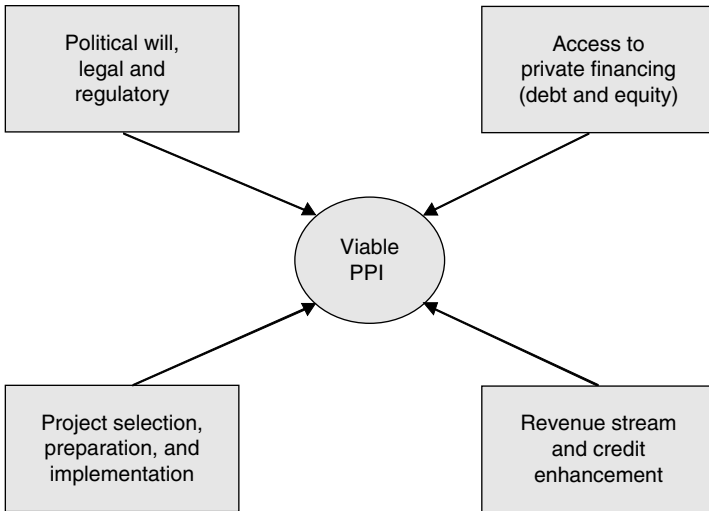 Political will,
legal and
regulatory
Access to
private financing
(debt and equity)
Viable
PPI
Project selection,
preparation, and
implementation
Revenue stream
and credit
enhancement